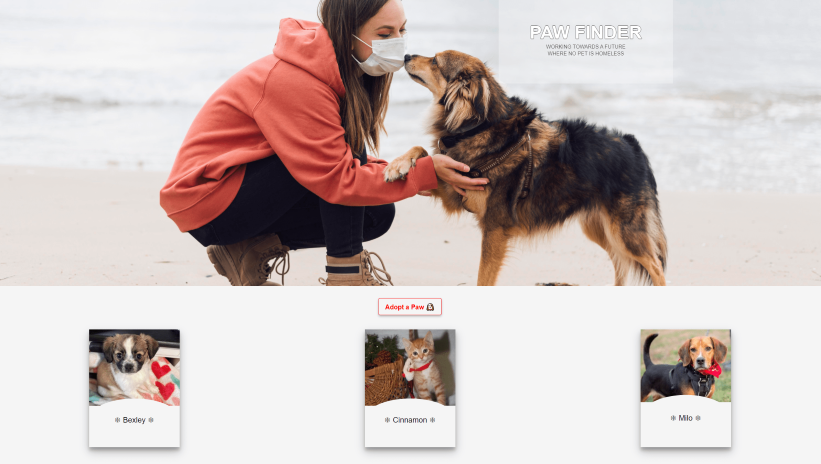 PAW FINDER
WORKING TOWARDS A FUTURE
WHERE NO PET IS HOMELESS
Adopt a Paw
❄ Bexley ❄
❄ Cinnamon ❄
❄ Milo ❄